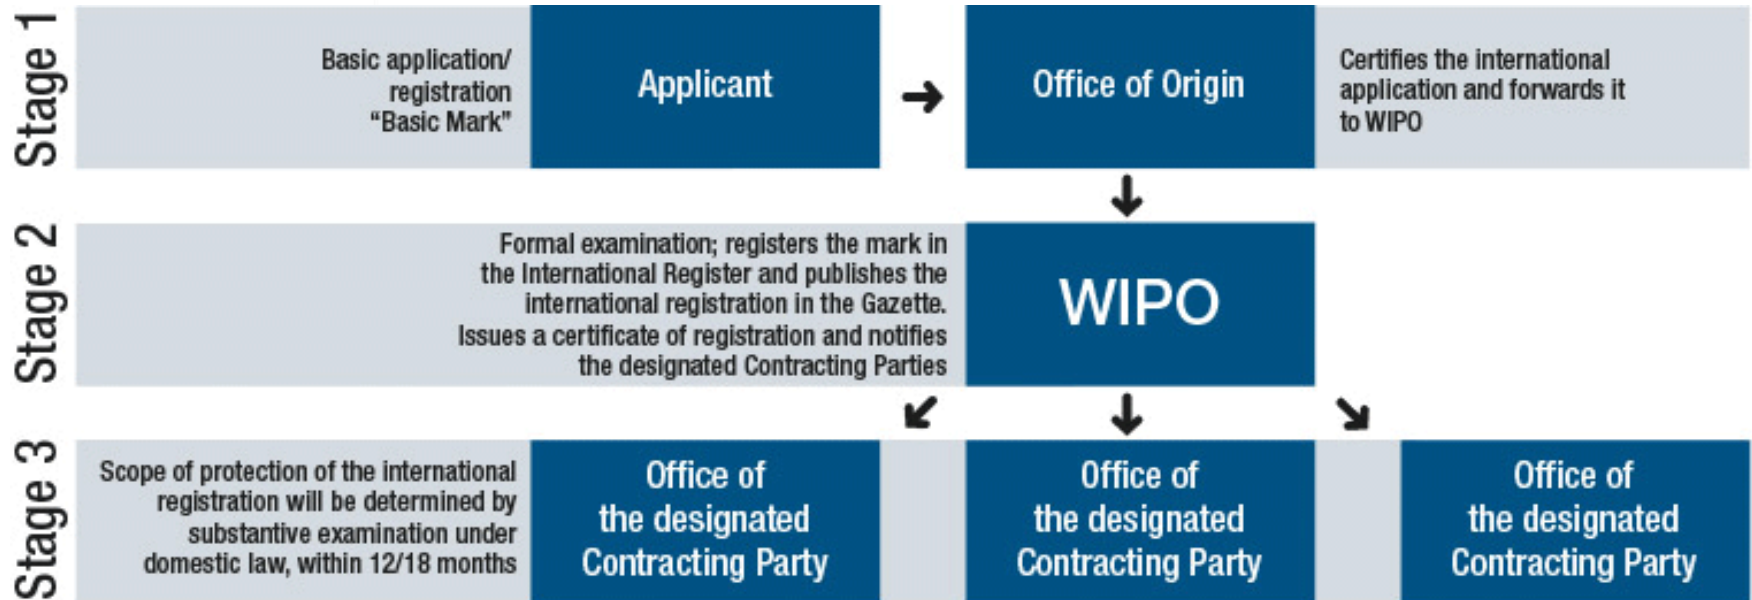 Stage 1
Basic application/
registration
“Basic Mark”
Applicant
Office of Origin
Certifies the international
application and forwards it
to WIPO
Stage 2
Formal examination; registers the mark in
the International Register and publishes the
international registration in the Gazette.
Issues a certificate of registration and notifies
the designated Contracting Parties
WIPO
Stage 3
Scope of protection of the international
registration will be determined by
substantive examination under
domestic law, within 12/18 months
Office of
the designated
Contracting Party
Office of
the designated
Contracting Party
Office of
the designated
Contracting Party